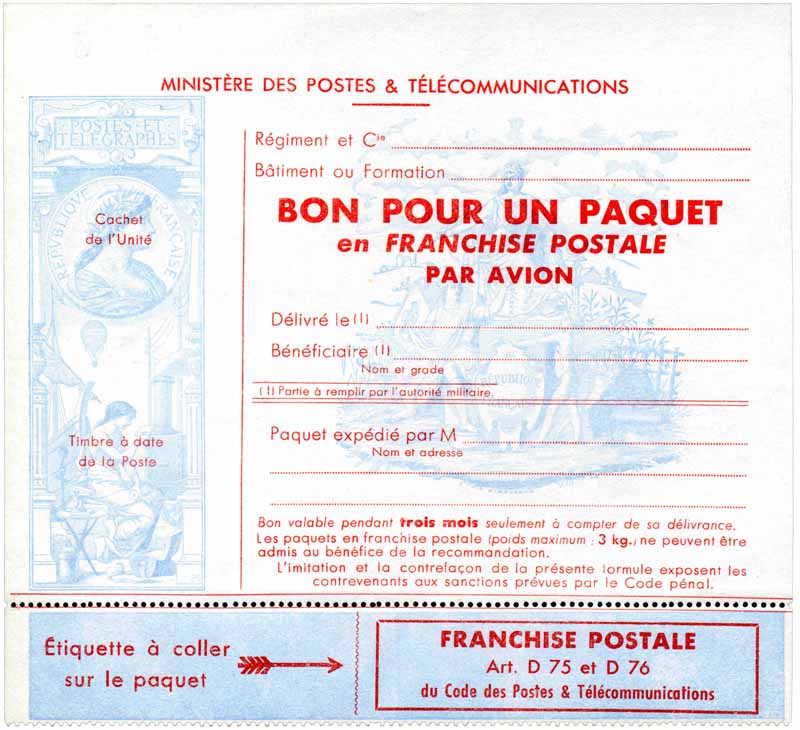 MINISTÈRE DES POSTES & TÉLÉCOMMUNICATIONS
POSTES ET
TÉLÉGRAPHES
RÉPUBLIQUE FRANÇAISE
Cachet
de l'Unité
Timbre à date
de la Poste
Régiment et Cie
Bâtiment ou Formation
BON POUR UN PAQUET
en FRANCHISE POSTALE
PAR AVION
Délivré le (1)
Bénéficiaire (1)
Nom et grade
(1) Partie à remplir par l'autorité militaire.
RÉPUBLIQUE
FRANÇAISE
Paquet expédié par M
Nom et adresse
Bon valable pendant trois mois seulement à compter de sa délivrance.
Les paquets en franchise postale (poids maximum : 3 kg.) ne peuvent être
admis au bénéfice de la recommandation.
L'imitation et la contrefaçon de la présente formule exposent les
contrevenants aux sanctions prévues par le Code pénal.
Étiquette à coller
sur le paquet
FRANCHISE POSTALE
Art. D 75 et D 76
du Code des Postes & Télécommunications